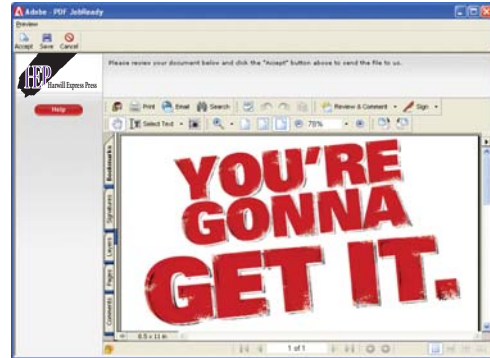 Adobe - PDF JobReady
Preview
Accept Save Cancel
HEP Harwill Express Press
Please review your document below and click the "Accept" button above to send the file to us.
Help
Print Email Search Review & Comment Sign
Select Text 78%
Bookmarks
Signatures
Layers
Pages
Comments
YOU'RE
GONNA
GET IT.
8.5 x 11 in
1 of 1